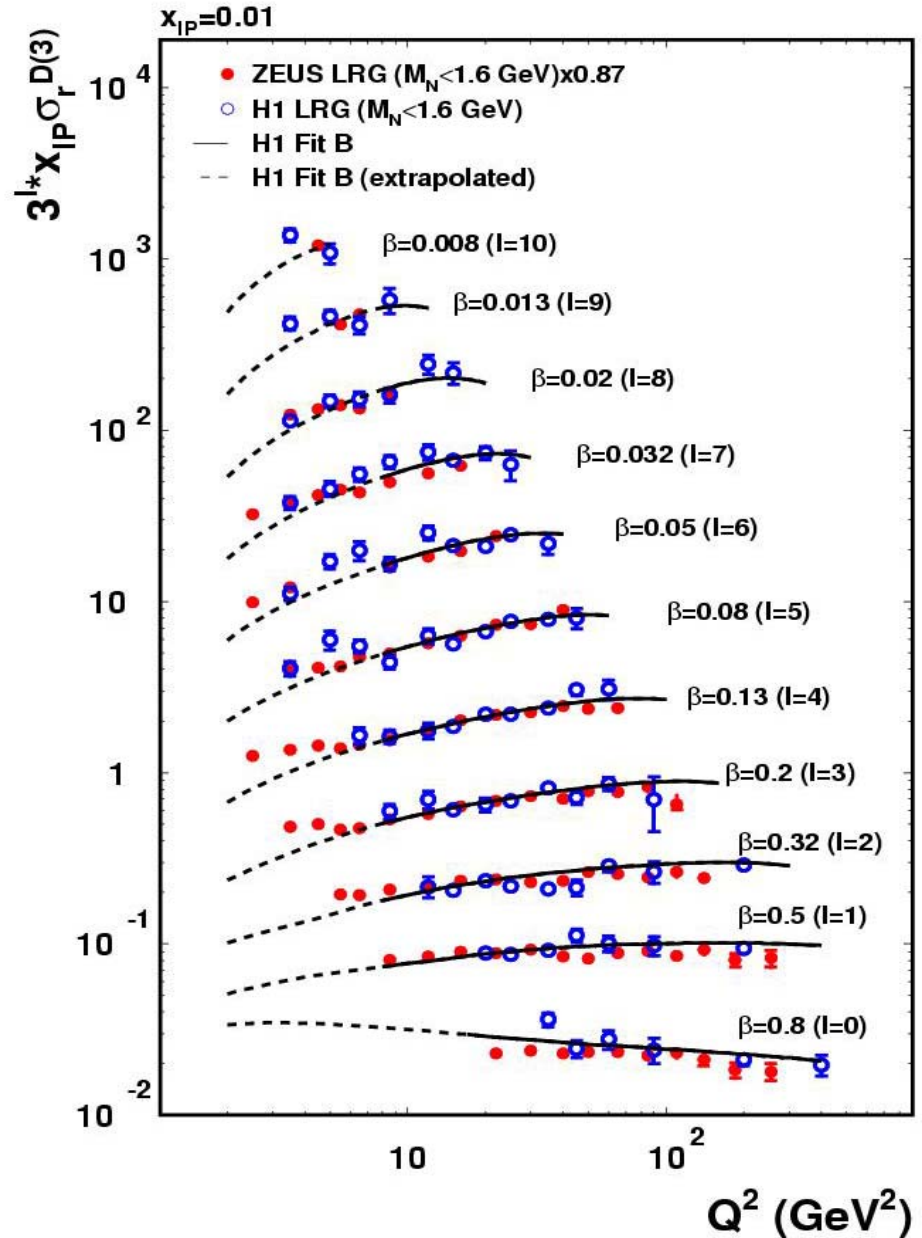 x_IP=0.01
3^l* x_IP σ_r^D(3)
ZEUS LRG (M_N<1.6 GeV)x0.87
H1 LRG (M_N<1.6 GeV)
H1 Fit B
H1 Fit B (extrapolated)
10^4
10^3
10^2
10
1
10^-1
10^-2
β=0.008 (l=10)
β=0.013 (l=9)
β=0.02 (l=8)
β=0.032 (l=7)
β=0.05 (l=6)
β=0.08 (l=5)
β=0.13 (l=4)
β=0.2 (l=3)
β=0.32 (l=2)
β=0.5 (l=1)
β=0.8 (l=0)
10
10^2
Q^2 (GeV^2)